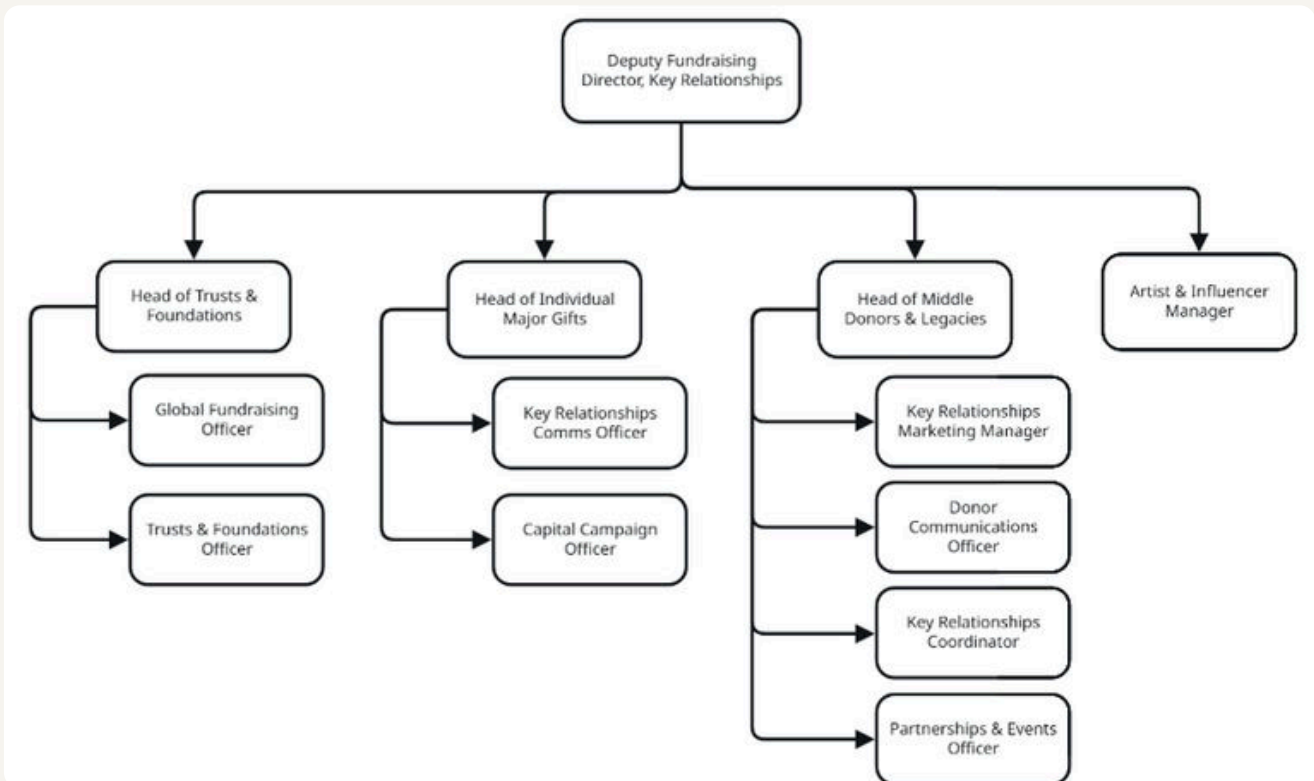 Deputy Fundraising
Director, Key Relationships
Head of Trusts &
Foundations
Global Fundraising
Officer
Trusts & Foundations
Officer
Head of Individual
Major Gifts
Key Relationships
Comms Officer
Capital Campaign
Officer
Head of Middle
Donors & Legacies
Key Relationships
Marketing Manager
Donor
Communications
Officer
Key Relationships
Coordinator
Partnerships & Events
Officer
Artist & Influencer
Manager